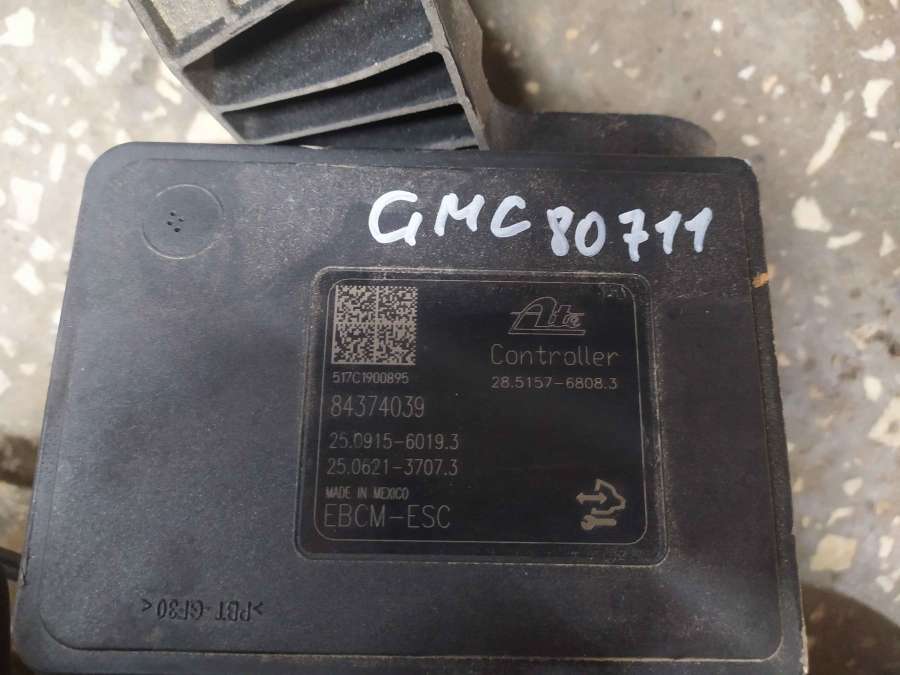 GMC 80711
Ate
Controller
517C1900895
28.5157-6808.3
84374039
25.0915-6019.3
25.0621-3707.3
MADE IN MEXICO
EBCM-ESC
>PBT-GF30<